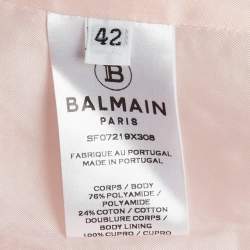 42
B
BALMAIN
PARIS
SF07219X308
FABRIQUE AU PORTUGAL
MADE IN PORTUGAL
CORPS / BODY
76% POLYAMIDE /
POLYAMIDE
24% COTON / COTTON
DOUBLURE CORPS /
BODY LINING
100% CUPRO / CUPRO